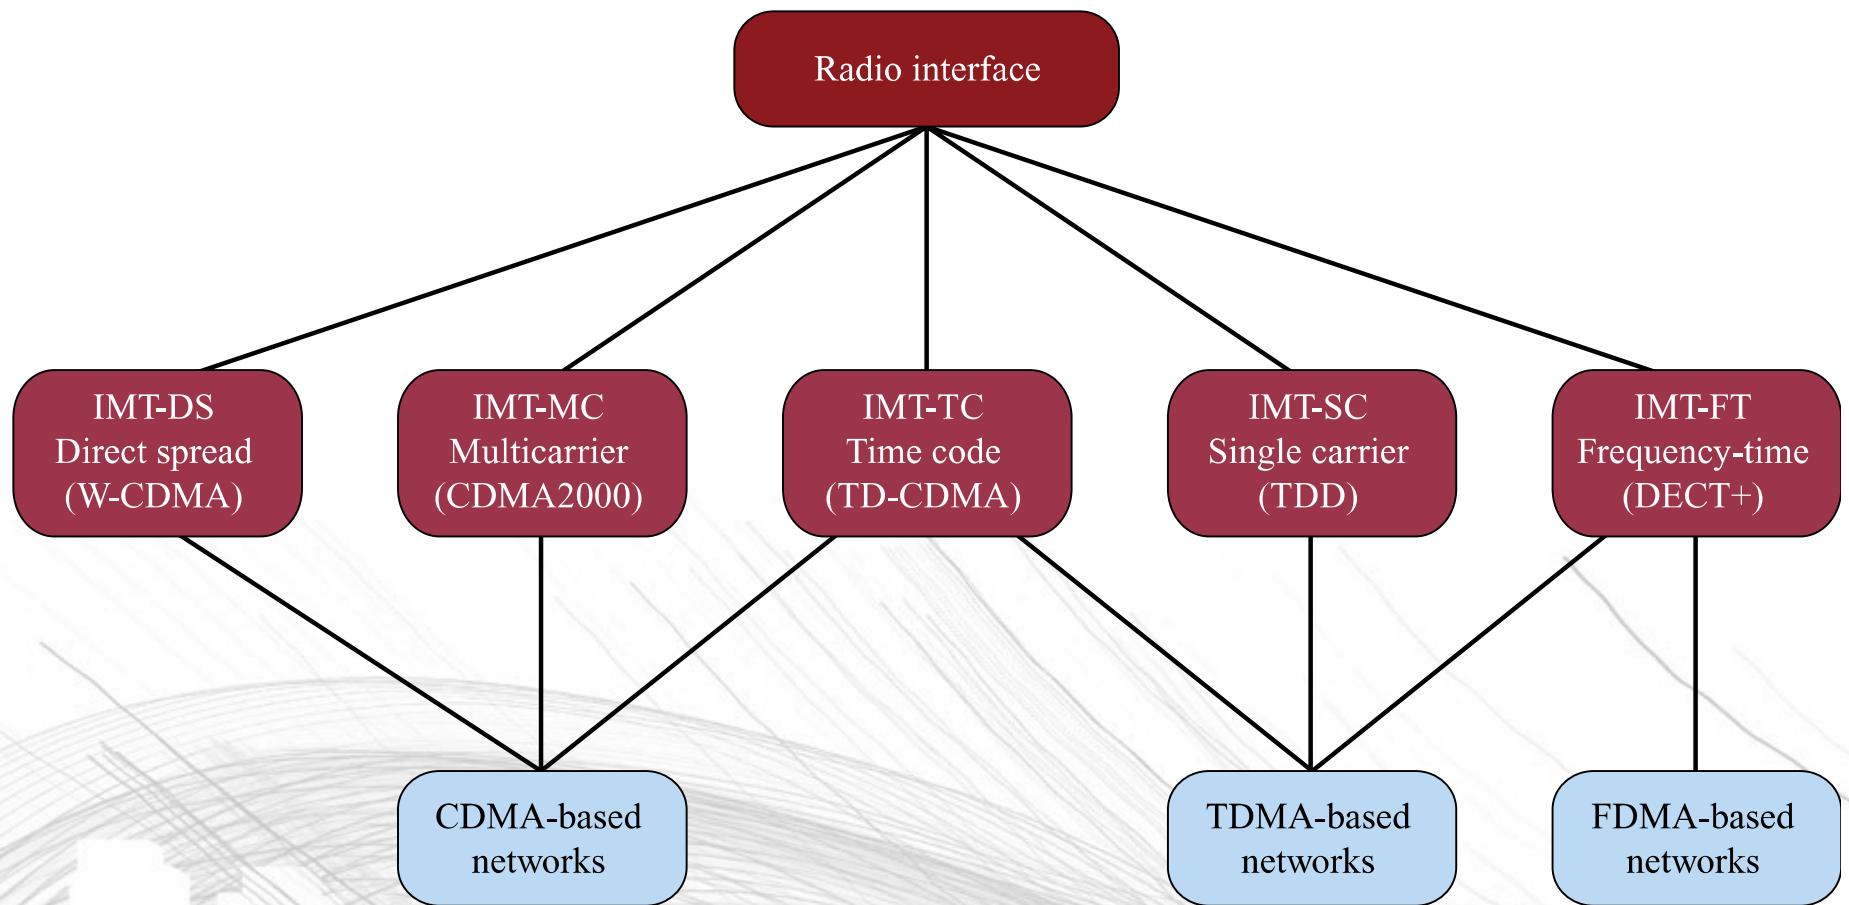 Radio interface
IMT-DS
Direct spread
(W-CDMA)
IMT-MC
Multicarrier
(CDMA2000)
IMT-TC
Time code
(TD-CDMA)
IMT-SC
Single carrier
(TDD)
IMT-FT
Frequency-time
(DECT+)
CDMA-based
networks
TDMA-based
networks
FDMA-based
networks